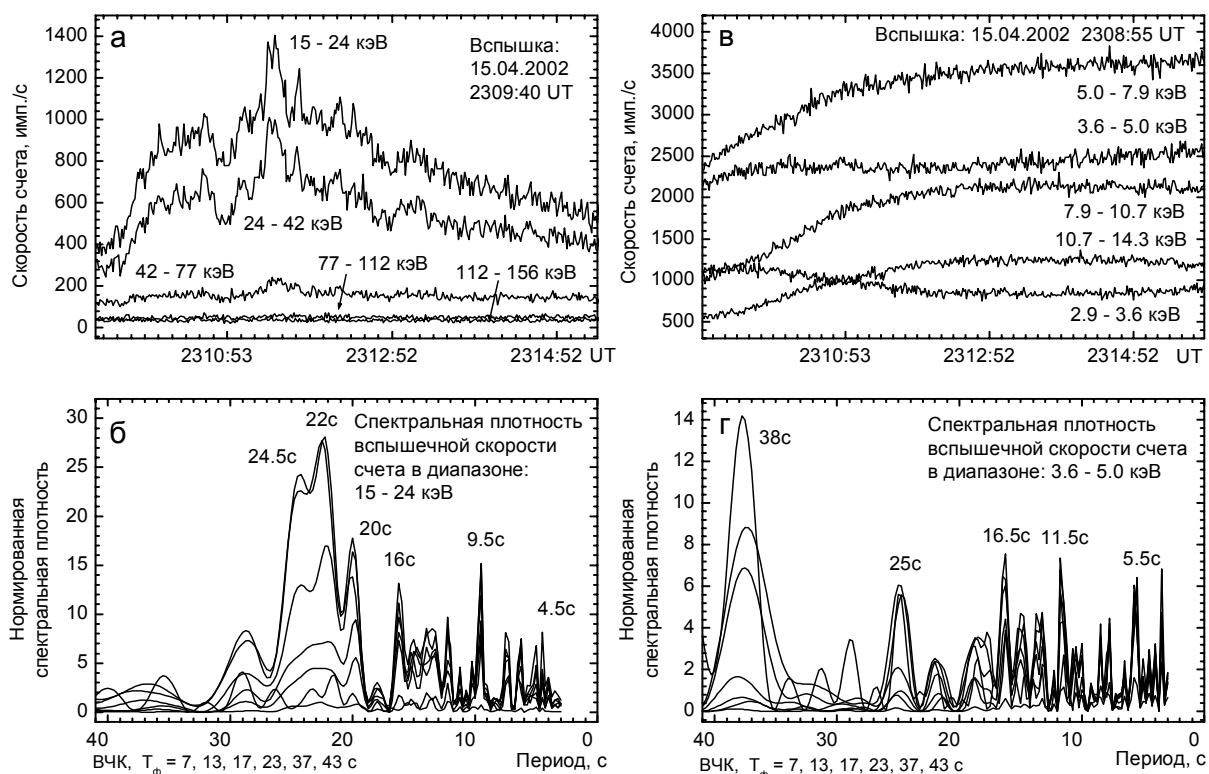 а
15 - 24 кэВ
Вспышка:
15.04.2002
2309:40 UT
24 - 42 кэВ
42 - 77 кэВ
77 - 112 кэВ
112 - 156 кэВ
Скорость счета, имп./с
1400
1200
1000
800
600
400
200
0
2310:53
2312:52
2314:52 UT
в
Вспышка: 15.04.2002 2308:55 UT
5.0 - 7.9 кэВ
3.6 - 5.0 кэВ
7.9 - 10.7 кэВ
10.7 - 14.3 кэВ
2.9 - 3.6 кэВ
Скорость счета, имп./с
3500
3000
2500
2000
1500
1000
500
2310:53
2312:52
2314:52 UT
б
22с
Спектральная плотность
вспышечной скорости
счета в диапазоне:
15 - 24 кэВ
24.5с
20с
16с
9.5с
4.5с
Нормированная
спектральная плотность
30
25
20
15
10
5
0
40
30
20
10
0
ВЧК, Tф = 7, 13, 17, 23, 37, 43 с
Период, с
г
38с
Спектральная плотность
вспышечной скорости счета
в диапазоне: 3.6 - 5.0 кэВ
25с
16.5с
11.5с
5.5с
Нормированная
спектральная плотность
14
12
10
8
6
4
2
0
40
30
20
10
0
ВЧК, Tф = 7, 13, 17, 23, 37, 43 с
Период, с